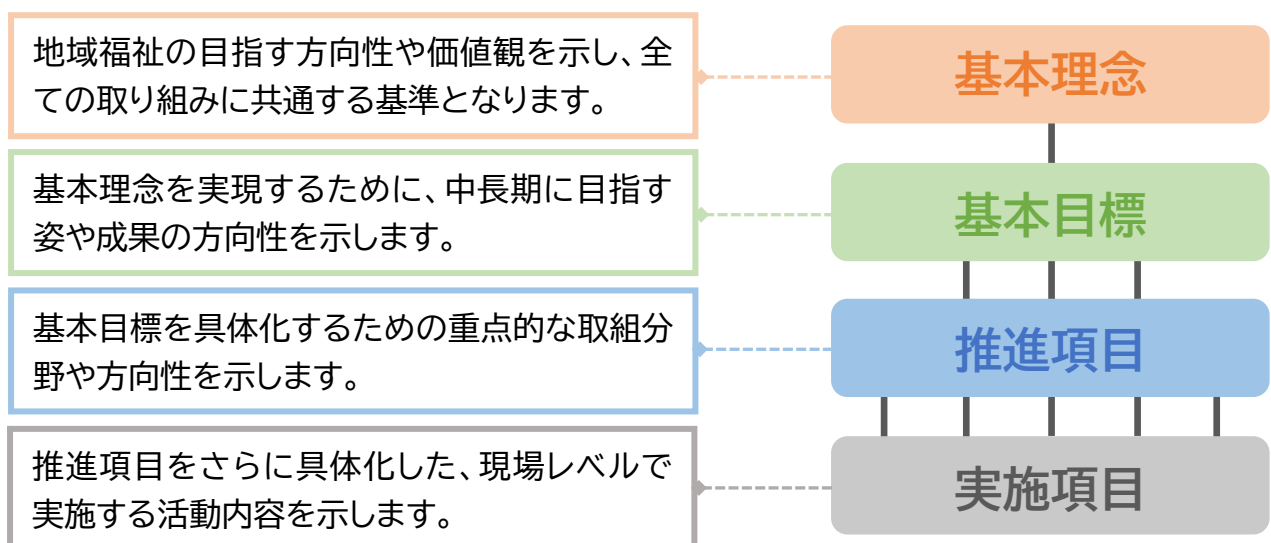 地域福祉の目指す方向性や価値観を示し、全
ての取り組みに共通する基準となります。
基本理念
基本理念を実現するために、中長期に目指す
姿や成果の方向性を示します。
基本目標
基本目標を具体化するための重点的な取組分
野や方向性を示します。
推進項目
推進項目をさらに具体化した、現場レベルで
実施する活動内容を示します。
実施項目